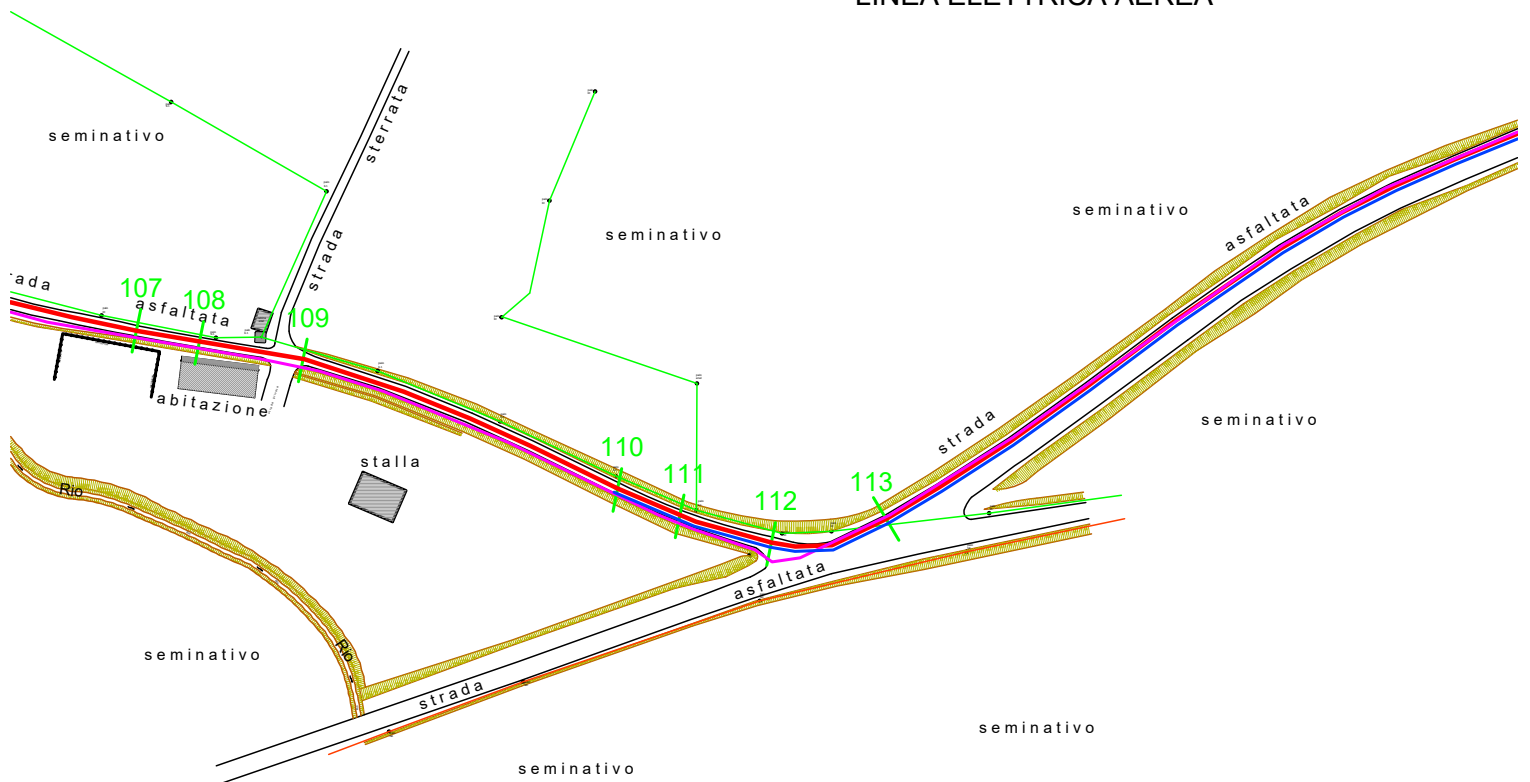 LINEA ELETTRICA AEREA
seminativo
sterrata
strada
seminativo
seminativo
asfaltata
rada
107
asfaltata
108
109
abitazione
seminativo
strada
stalla
110
111
112
113
Rio
asfaltata
Rio
seminativo
strada
seminativo
seminativo